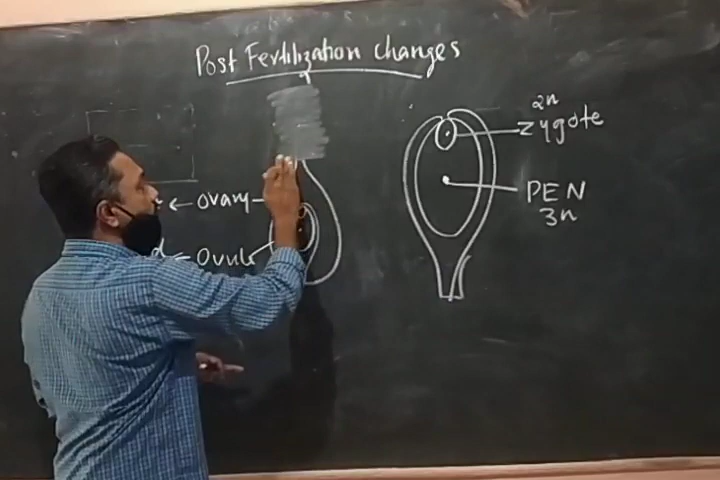 Post Fertilization changes
2n
Zygote
← Ovary
PEN
3n
← Ovule